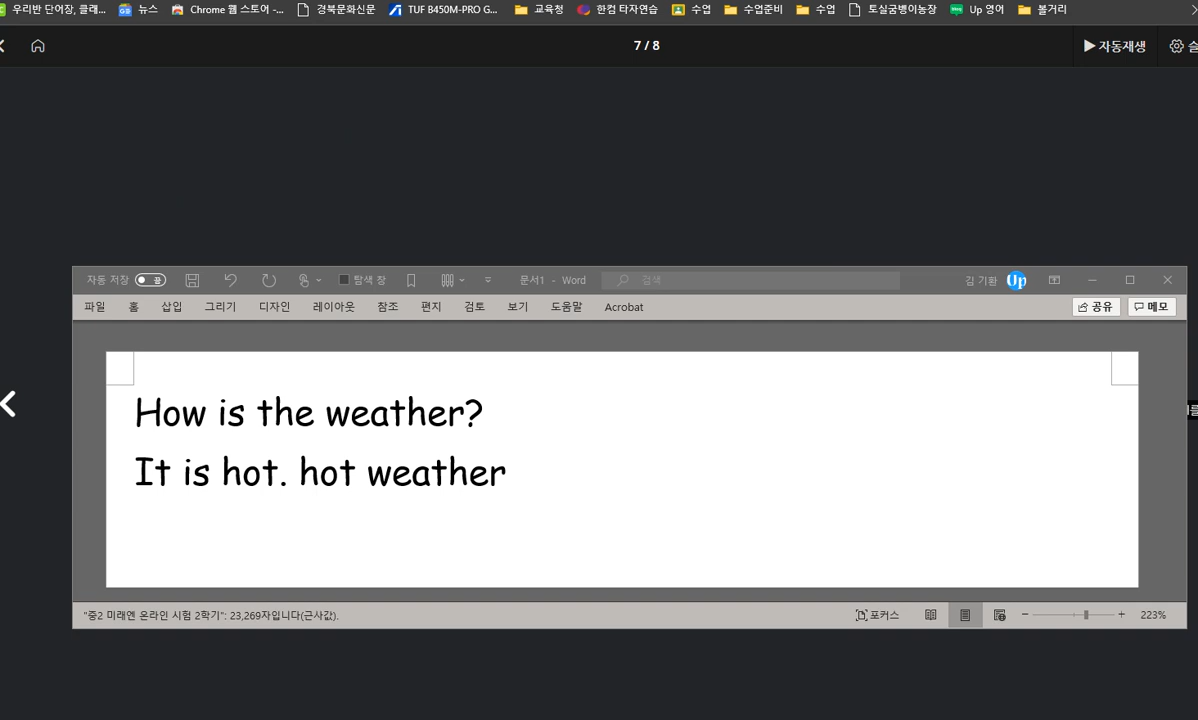 우리반 단어장, 클래... 뉴스 Chrome 웹 스토어 -... 경북문화신문 TUF B450M-PRO G... 교육청 한컴 타자연습 수업 수업준비 수업 토실굼벵이농장 Up 영어 볼거리
7 / 8 자동재생
자동 저장 끔 탐색 창 문서1 - Word 검색 김 기환 Up
파일 홈 삽입 그리기 디자인 레이아웃 참조 편지 검토 보기 도움말 Acrobat 공유 메모
How is the weather?
It is hot. hot weather
"중2 미래엔 온라인 시험 2학기": 23,269자입니다(근사값). 포커스 223%